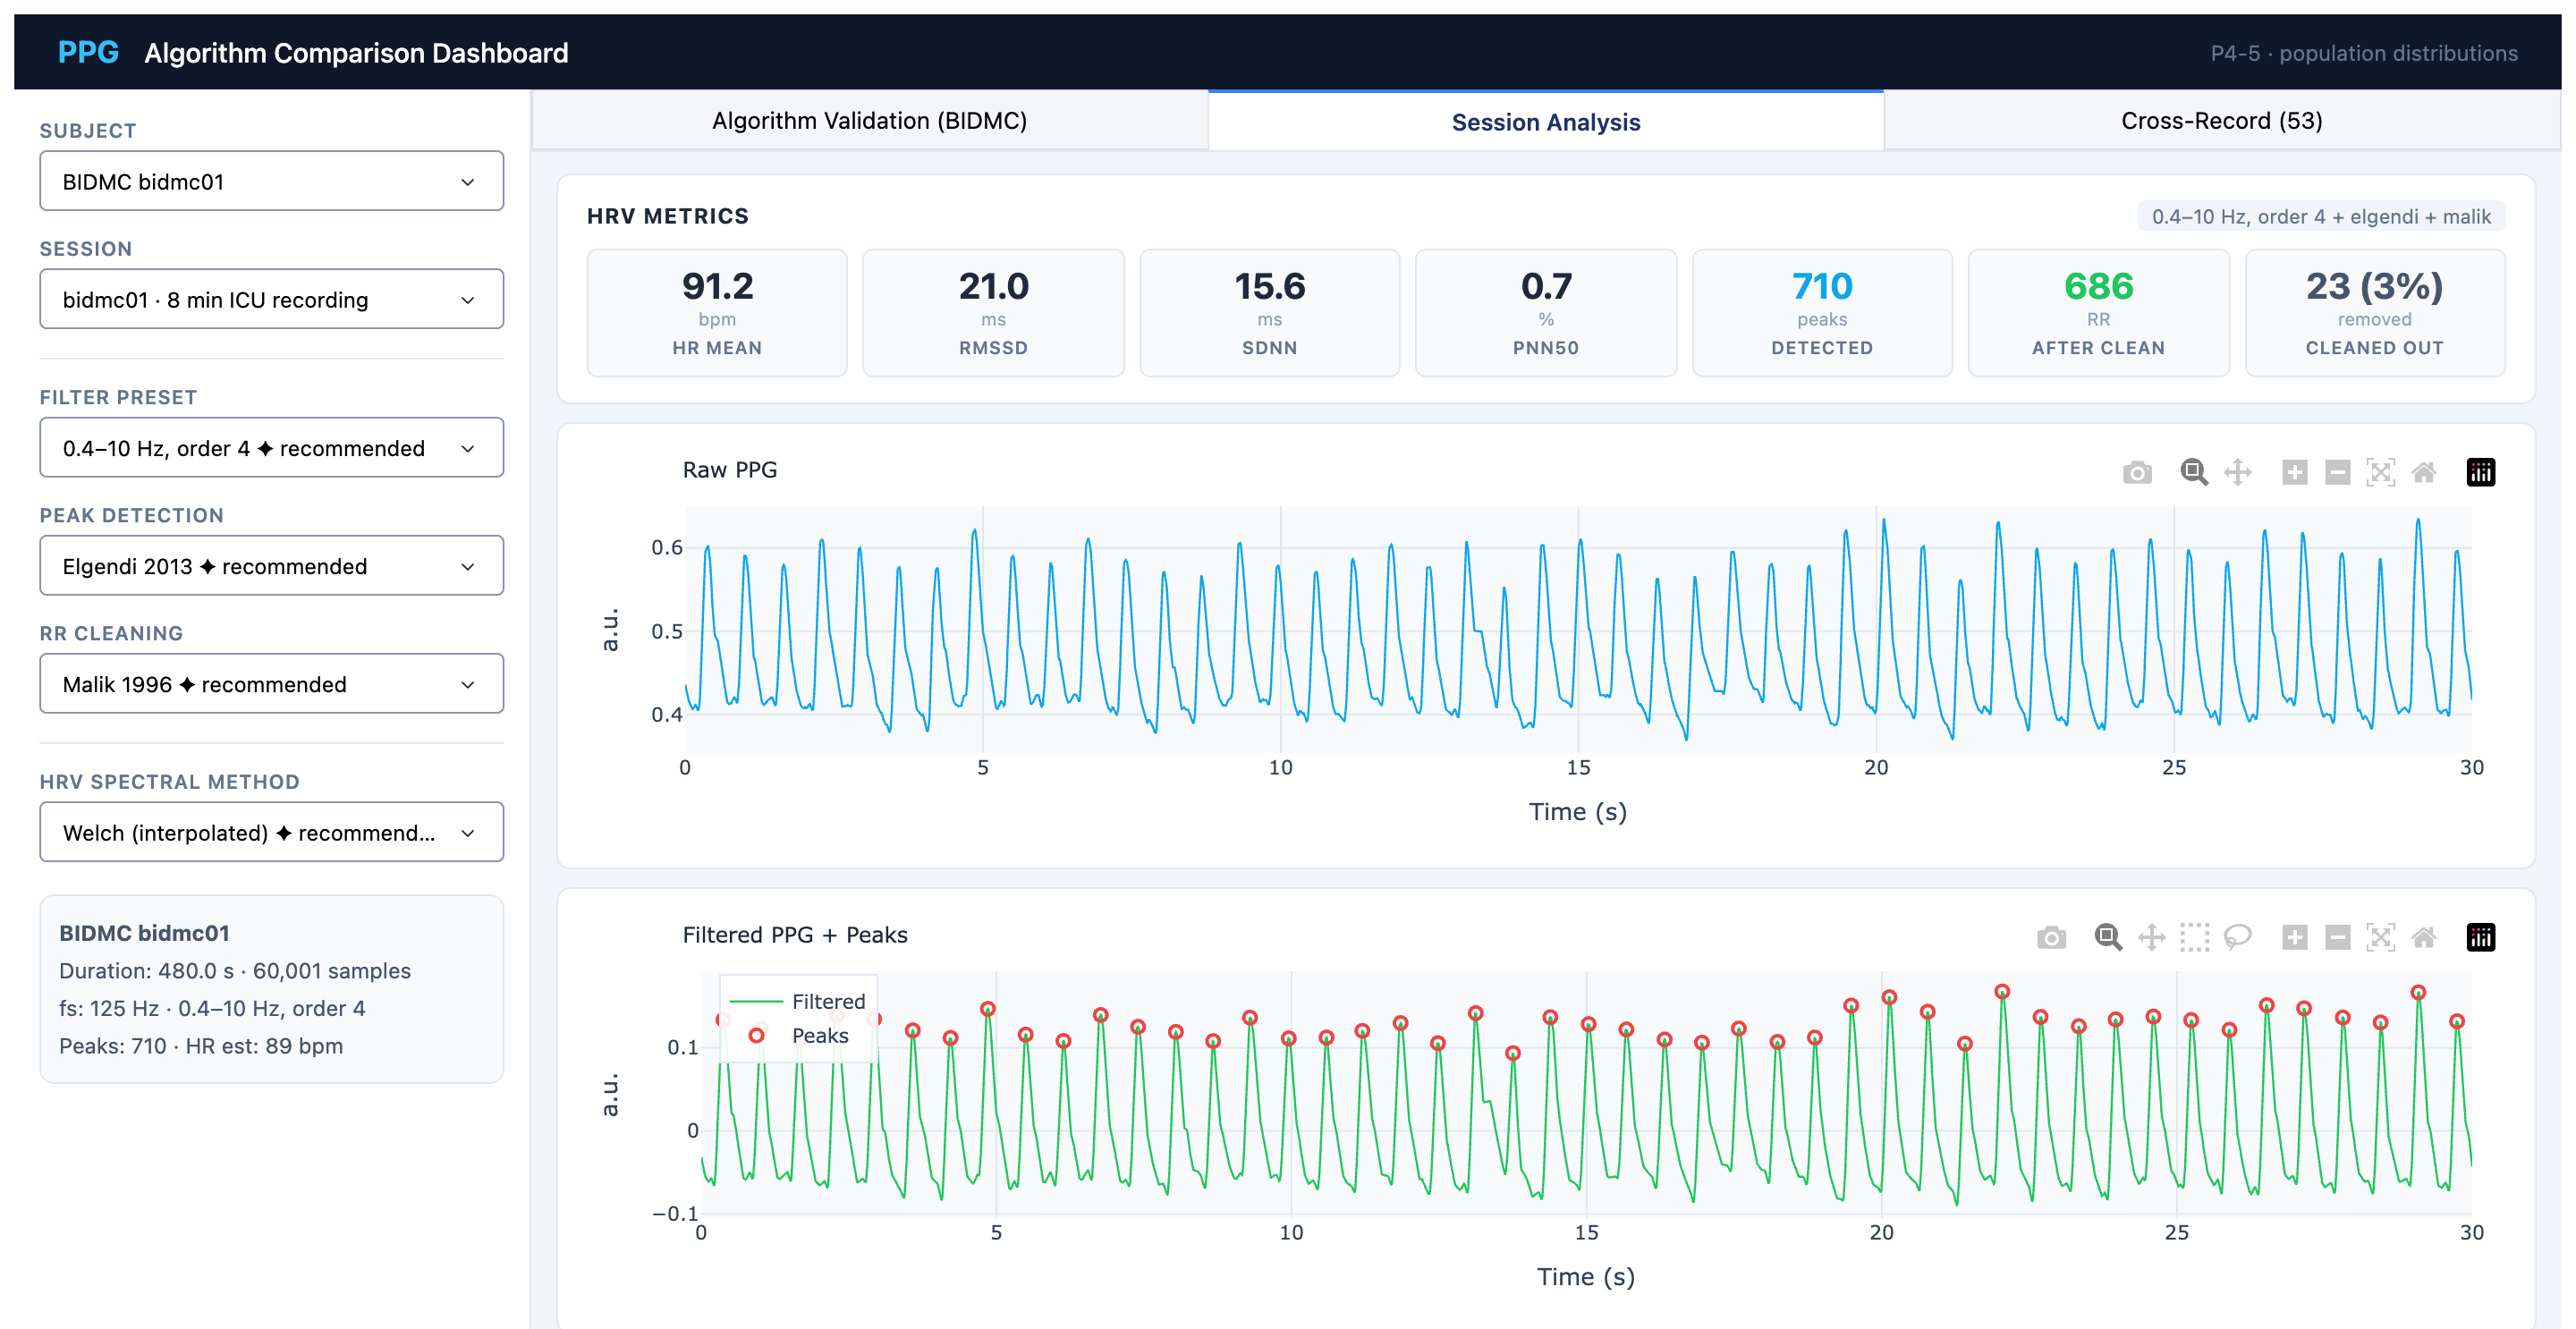 PPG Algorithm Comparison Dashboard
P4-5 · population distributions
SUBJECT
BIDMC bidmc01
SESSION
bidmc01 · 8 min ICU recording
FILTER PRESET
0.4–10 Hz, order 4 ✦ recommended
PEAK DETECTION
Elgendi 2013 ✦ recommended
RR CLEANING
Malik 1996 ✦ recommended
HRV SPECTRAL METHOD
Welch (interpolated) ✦ recommend...
BIDMC bidmc01
Duration: 480.0 s · 60,001 samples
fs: 125 Hz · 0.4–10 Hz, order 4
Peaks: 710 · HR est: 89 bpm
Algorithm Validation (BIDMC)
Session Analysis
Cross-Record (53)
HRV METRICS
0.4–10 Hz, order 4 + elgendi + malik
91.2
bpm
HR MEAN
21.0
ms
RMSSD
15.6
ms
SDNN
0.7
%
PNN50
710
peaks
DETECTED
686
RR
AFTER CLEAN
23 (3%)
removed
CLEANED OUT
Raw PPG
a.u.
0.6
0.5
0.4
0 5 10 15 20 25 30
Time (s)
Filtered PPG + Peaks
Filtered
Peaks
a.u.
0.1
0
−0.1
0 5 10 15 20 25 30
Time (s)